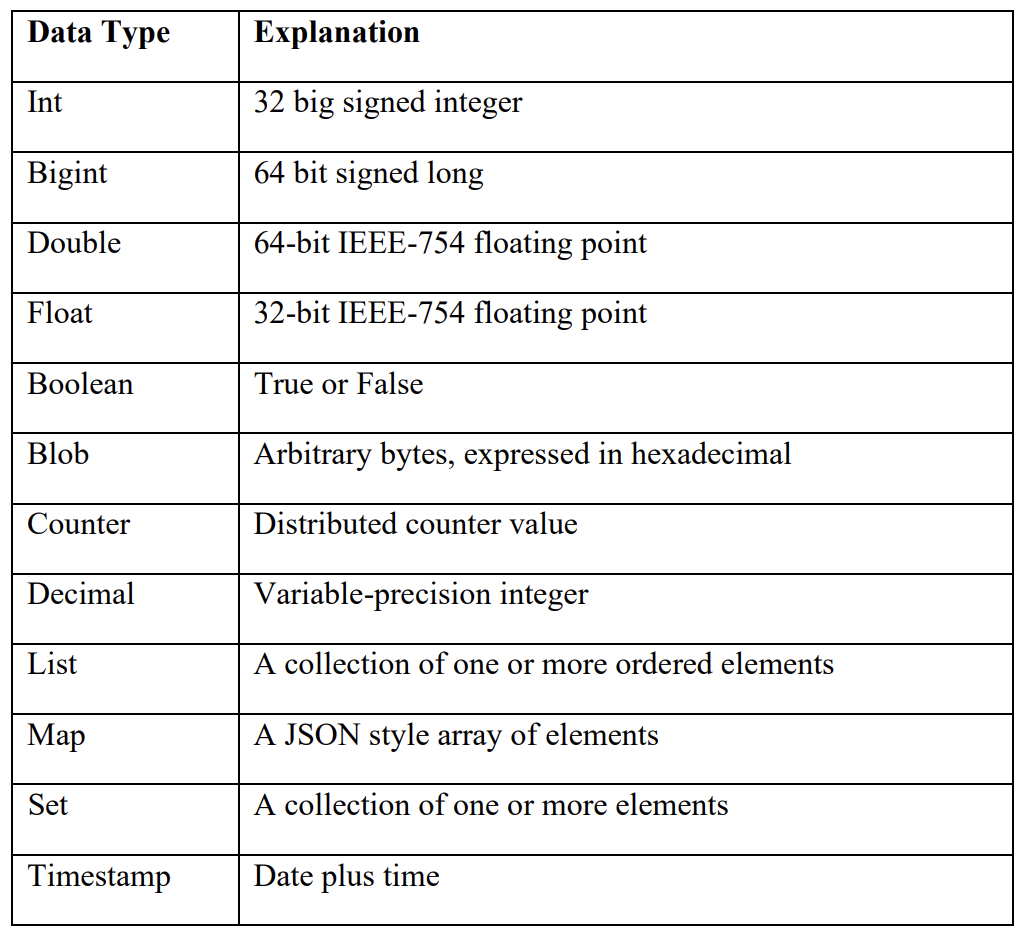 Data Type Explanation
Int 32 big signed integer
Bigint 64 bit signed long
Double 64-bit IEEE-754 floating point
Float 32-bit IEEE-754 floating point
Boolean True or False
Blob Arbitrary bytes, expressed in hexadecimal
Counter Distributed counter value
Decimal Variable-precision integer
List A collection of one or more ordered elements
Map A JSON style array of elements
Set A collection of one or more elements
Timestamp Date plus time